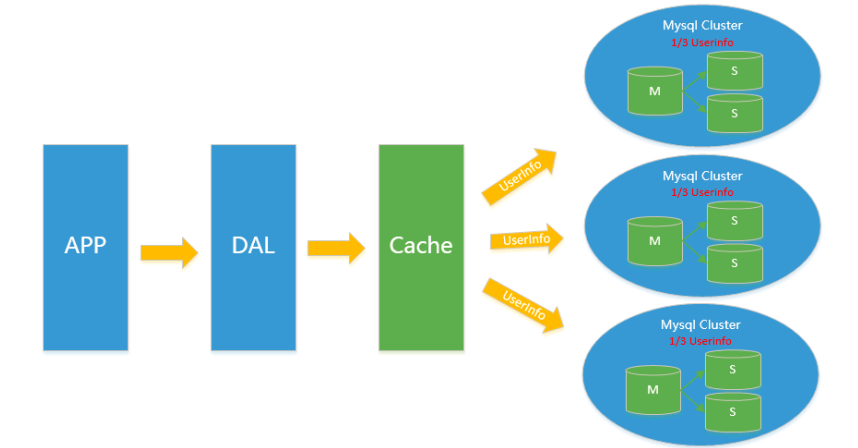 APP
DAL
Cache
UserInfo
UserInfo
UserInfo
Mysql Cluster
1/3 Userinfo
M
S
S
Mysql Cluster
1/3 Userinfo
M
S
S
Mysql Cluster
1/3 Userinfo
M
S
S